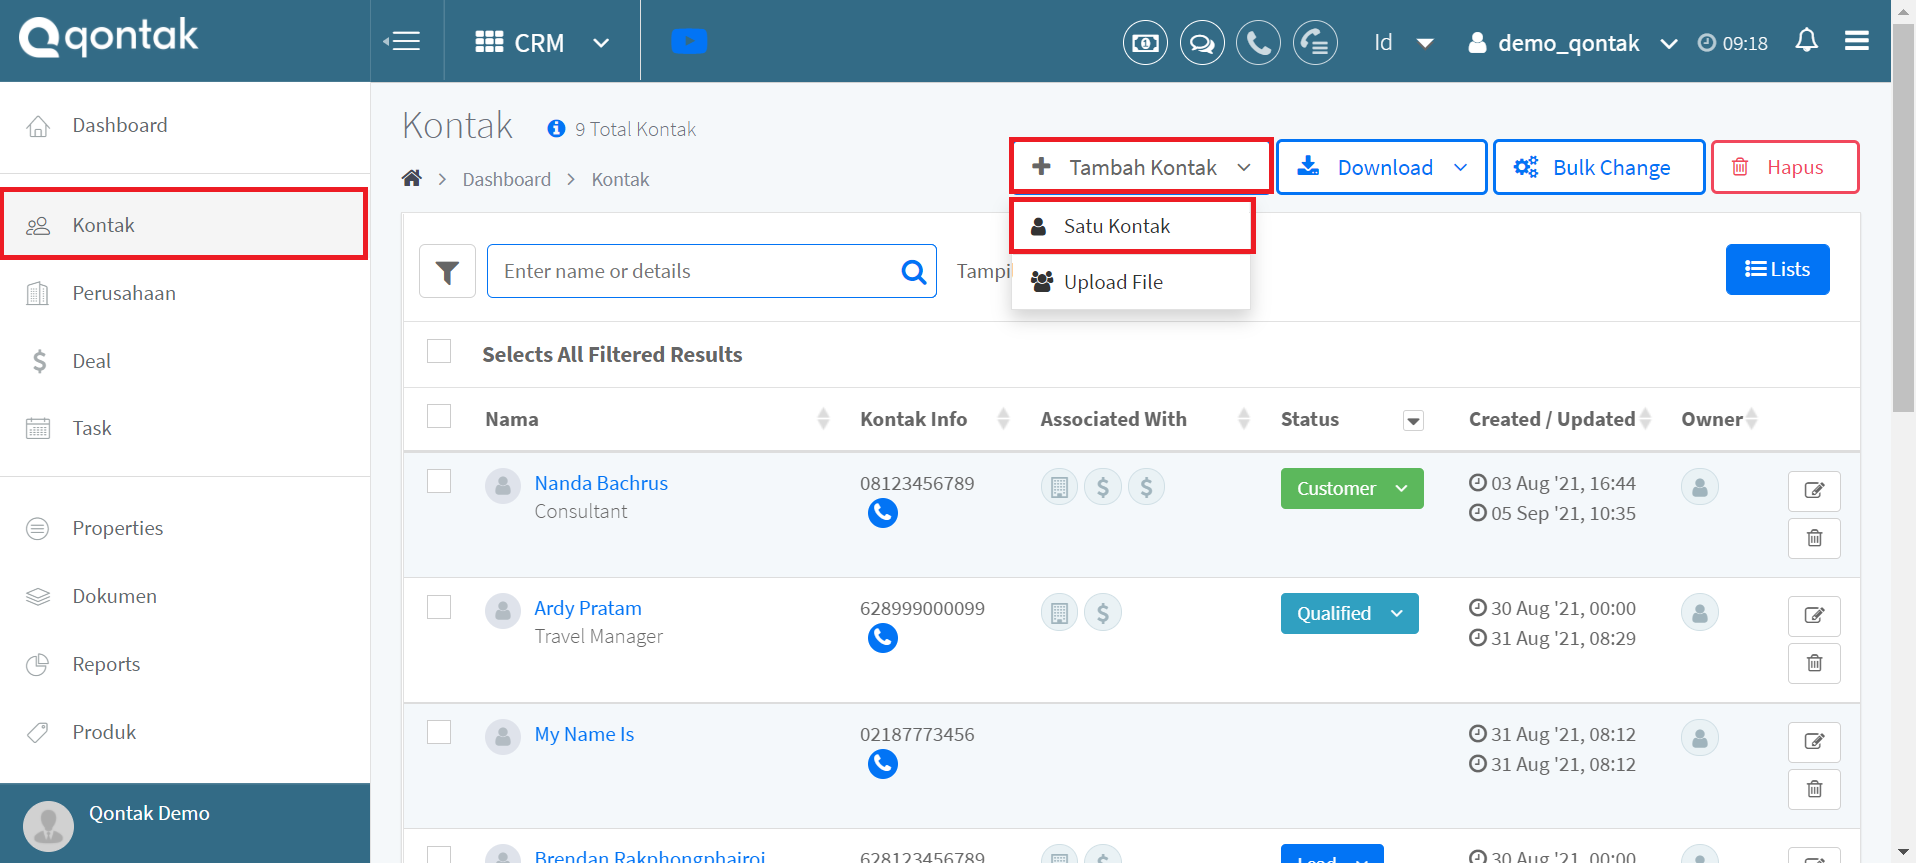 qontak
CRM
Id
demo_qontak
09:18
Dashboard
Kontak
Perusahaan
Deal
Task
Properties
Dokumen
Reports
Produk
Qontak Demo
Kontak
9 Total Kontak
Dashboard
Kontak
Tambah Kontak
Download
Bulk Change
Hapus
Satu Kontak
Upload File
Enter name or details
Lists
Selects All Filtered Results
Nama Kontak Info Associated With Status Created / Updated Owner
Nanda Bachrus 08123456789 Customer 03 Aug '21, 16:44
Consultant 05 Sep '21, 10:35
Ardy Pratam 628999000099 Qualified 30 Aug '21, 00:00
Travel Manager 31 Aug '21, 08:29
My Name Is 02187773456 31 Aug '21, 08:12
31 Aug '21, 08:12
Brendan Rakphongphairoj 628123456789 Lead 30 Aug '21, 00:00